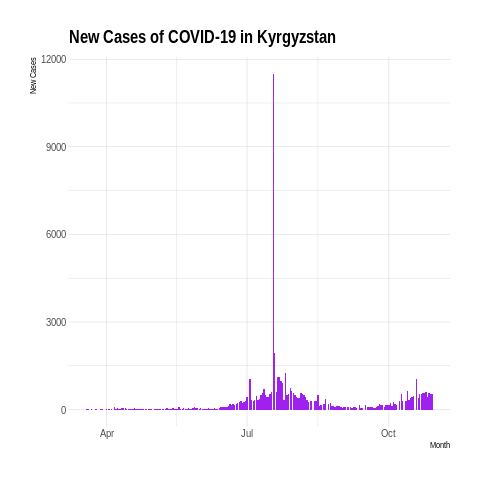 New Cases of COVID-19 in Kyrgyzstan
New Cases
12000
9000
6000
3000
0
Apr
Jul
Oct
Month